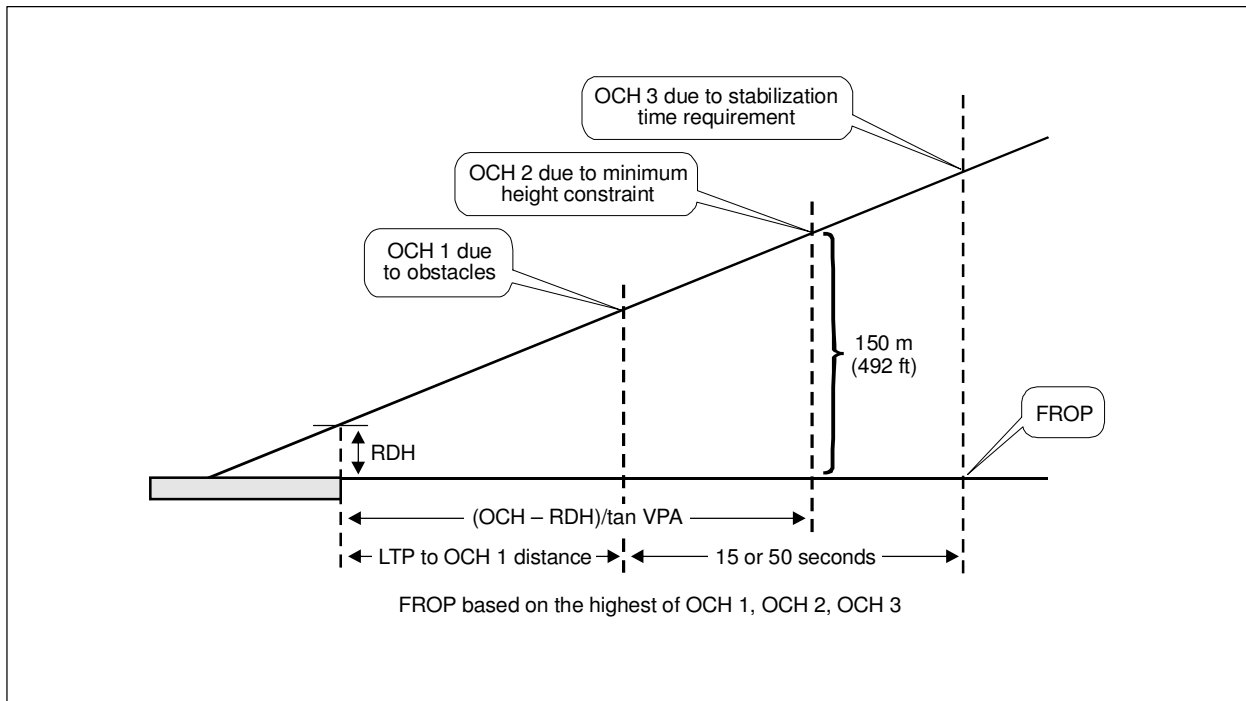 OCH 3 due to stabilization
time requirement
OCH 2 due to minimum
height constraint
OCH 1 due
to obstacles
150 m
(492 ft)
FROP
RDH
(OCH – RDH)/tan VPA
LTP to OCH 1 distance
15 or 50 seconds
FROP based on the highest of OCH 1, OCH 2, OCH 3